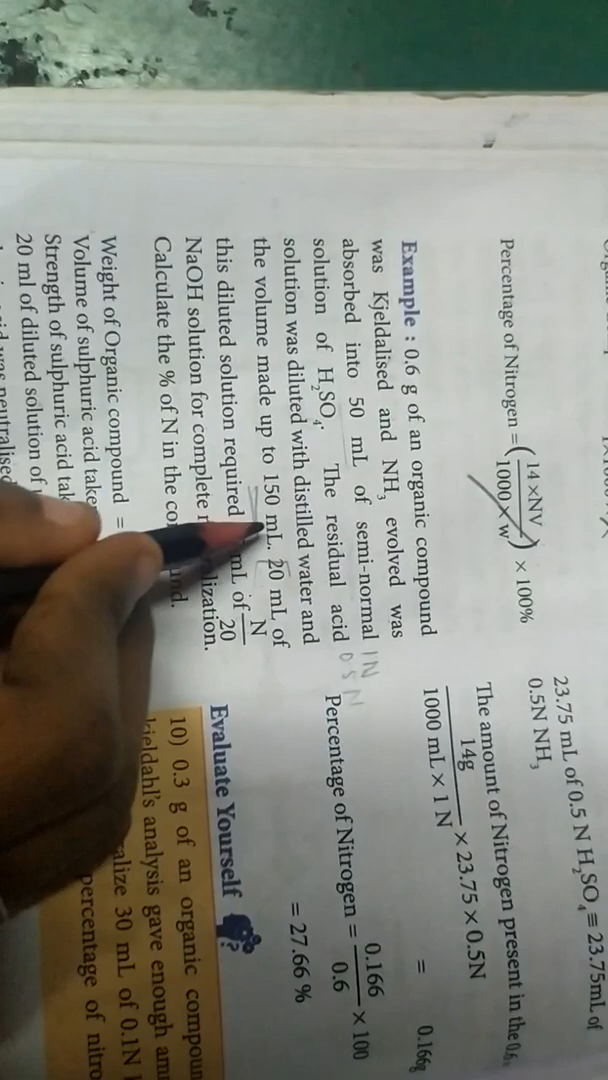 Percentage of Nitrogen = ( 14 ×NV / 1000 × w ) × 100%
Example : 0.6 g of an organic compound
was Kjeldalised and NH3 evolved was
absorbed into 50 mL of semi-normal
solution of H2SO4. The residual acid
solution was diluted with distilled water and
the volume made up to 150 mL. 20 mL of
this diluted solution required mL of N/20
NaOH solution for complete
Calculate the % of N in the
Weight of Organic compound =
Volume of sulphuric acid
Strength of sulphuric acid
20 ml of diluted solution of
1N
0 5 N
23.75 mL of 0.5 N H2SO4 ≡ 23.75mL of
0.5N NH3
The amount of Nitrogen present in the
14g / 1000 mL × 1 N × 23.75 × 0.5N
= 0.166g
Percentage of Nitrogen = 0.166 / 0.6 × 100
= 27.66 %
Evaluate Yourself
?
10) 0.3 g of an organic
kjeldahl's analysis gave enough
30 mL of 0.1N
percentage of